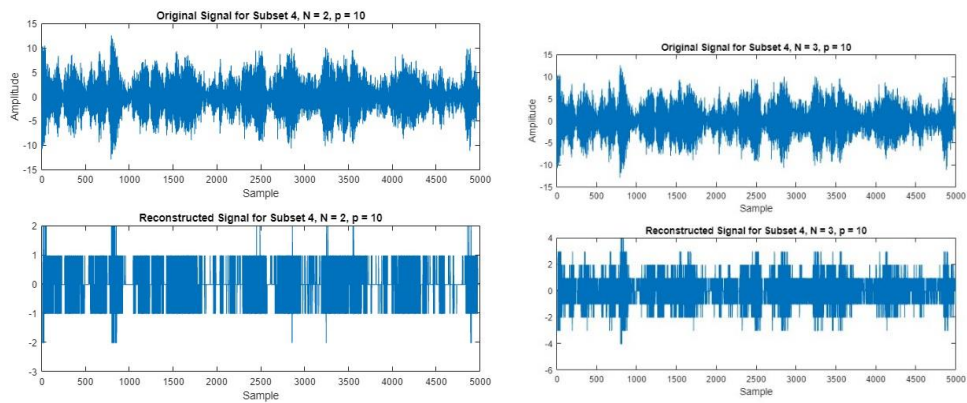 Original Signal for Subset 4, N = 2, p = 10
15
10
5
0
-5
-10
-15
Amplitude
0 500 1000 1500 2000 2500 3000 3500 4000 4500 5000
Sample
Reconstructed Signal for Subset 4, N = 2, p = 10
2
1
0
-1
-2
-3
0 500 1000 1500 2000 2500 3000 3500 4000 4500 5000
Sample
Original Signal for Subset 4, N = 3, p = 10
15
10
5
0
-5
-10
-15
Amplitude
0 500 1000 1500 2000 2500 3000 3500 4000 4500 5000
Sample
Reconstructed Signal for Subset 4, N = 3, p = 10
4
2
0
-2
-4
-6
0 500 1000 1500 2000 2500 3000 3500 4000 4500 5000
Sample